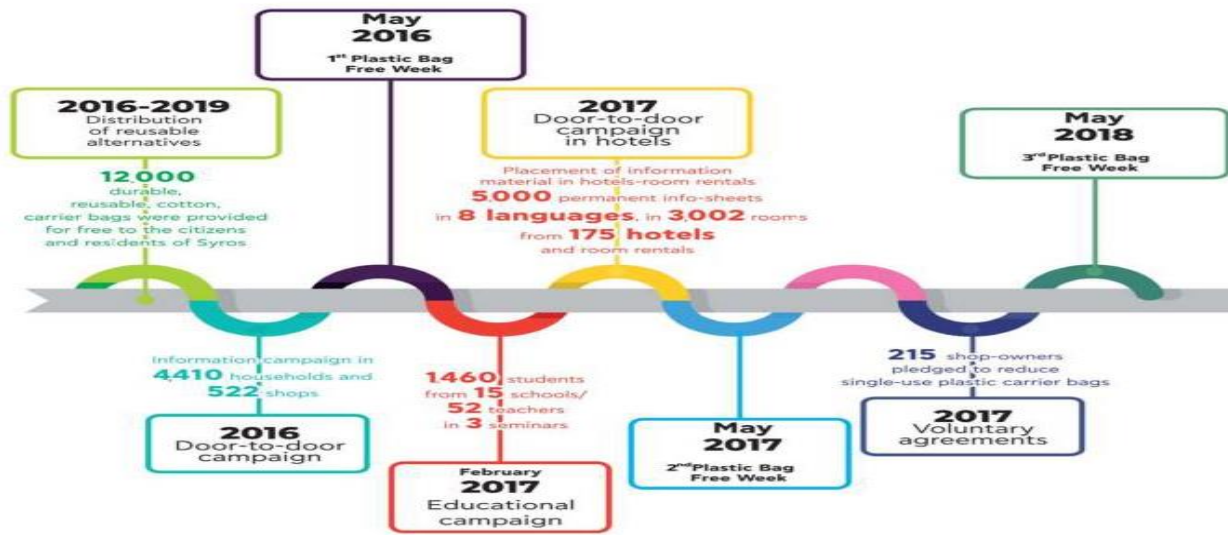 May
2016
1st Plastic Bag
Free Week
2016-2019
Distribution
of reusable
alternatives
12,000
durable,
reusable, cotton,
carrier bags were provided
for free to the citizens
and residents of Syros
2017
Door-to-door
campaign
in hotels
Placement of information
material in hotels-room rentals
5,000 permanent info-sheets
in 8 languages, in 3,002 rooms
from 175 hotels
and room rentals
May
2018
3rd Plastic Bag
Free Week
Information campaign in
4,410 households and
522 shops
2016
Door-to-door
campaign
1.460 students
from 15 schools/
52 teachers
in 3 seminars
February
2017
Educational
campaign
May
2017
2nd Plastic Bag
Free Week
215 shop-owners
pledged to reduce
single-use plastic carrier bags
2017
Voluntary
agreements